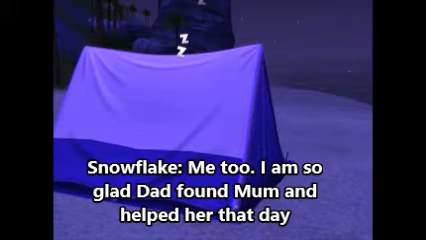 z
z
z
Snowflake: Me too. I am so
glad Dad found Mum and
helped her that day